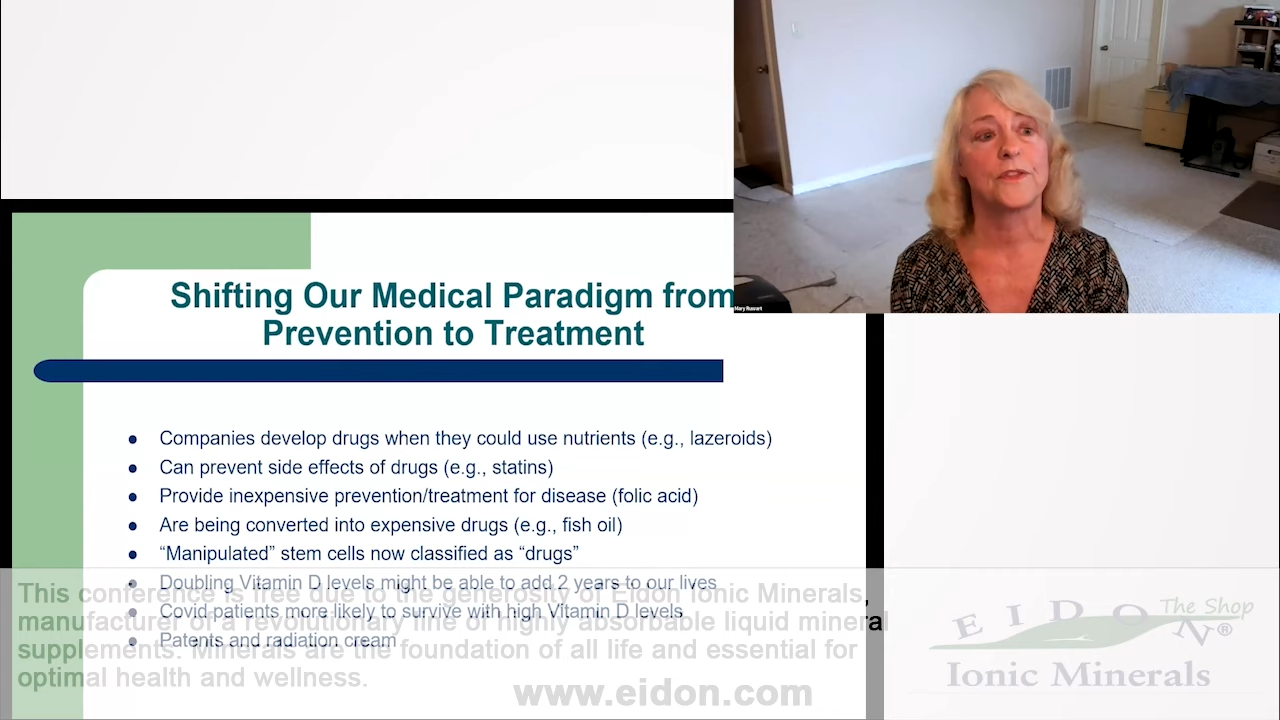 Mary Ruwart
Shifting Our Medical Paradigm from
Prevention to Treatment
● Companies develop drugs when they could use nutrients (e.g., lazeroids)
● Can prevent side effects of drugs (e.g., statins)
● Provide inexpensive prevention/treatment for disease (folic acid)
● Are being converted into expensive drugs (e.g., fish oil)
● “Manipulated” stem cells now classified as “drugs”
● Doubling Vitamin D levels might be able to add 2 years to our lives
● Covid patients more likely to survive with high Vitamin D levels
● Patents and radiation cream
This conference is free due to the generosity of Eidon Ionic Minerals,
manufacturer of a revolutionary line of highly absorbable liquid mineral
supplements. Minerals are the foundation of all life and essential for
optimal health and wellness.
www.eidon.com
EIDON® The Shop
Ionic Minerals